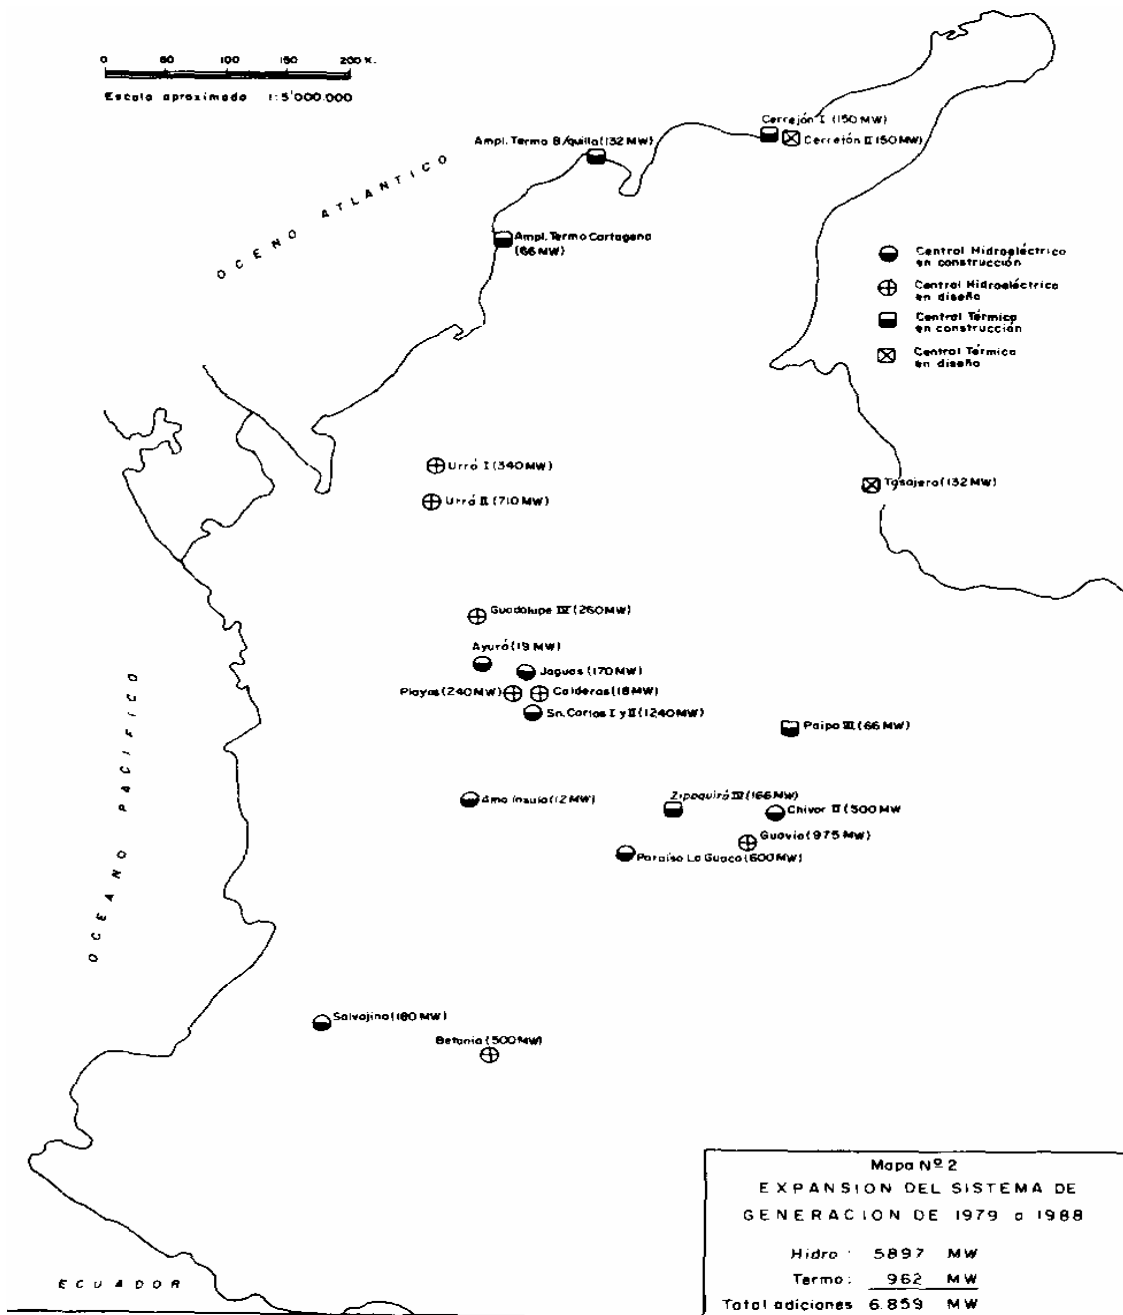 0 50 100 150 200 K.
Escala aproximada 1:5'000.000
OCENO ATLANTICO
Cerrejón I (150 MW)
Cerrejón II (150 MW)
Ampl. Termo B/quilla (132 MW)
Ampl. Termo Cartagena
(66 MW)
Central Hidroeléctrica
en construcción
Central Hidroeléctrica
en diseño
Central Térmica
en construcción
Central Térmica
en diseño
Urrá I (340 MW)
Urrá II (710 MW)
Tasajero (132 MW)
Guadalupe IV (260 MW)
Ayurá (19 MW)
Jaguas (170 MW)
Playas (240 MW)
Calderas (18 MW)
Sn. Carlos I y II (1240 MW)
Paipa III (66 MW)
Ama Insula (12 MW)
Zipaquirá IV (166 MW)
Chivor II (500 MW
Guavio (975 MW)
Paraíso La Guaca (600 MW)
OCEANO PACIFICO
Salvajina (180 MW)
Betania (500 MW)
ECUADOR
Mapa Nº 2
EXPANSION DEL SISTEMA DE
GENERACION DE 1979 a 1988
Hidro : 5897 MW
Termo : 962 MW
Total adiciones 6.859 MW